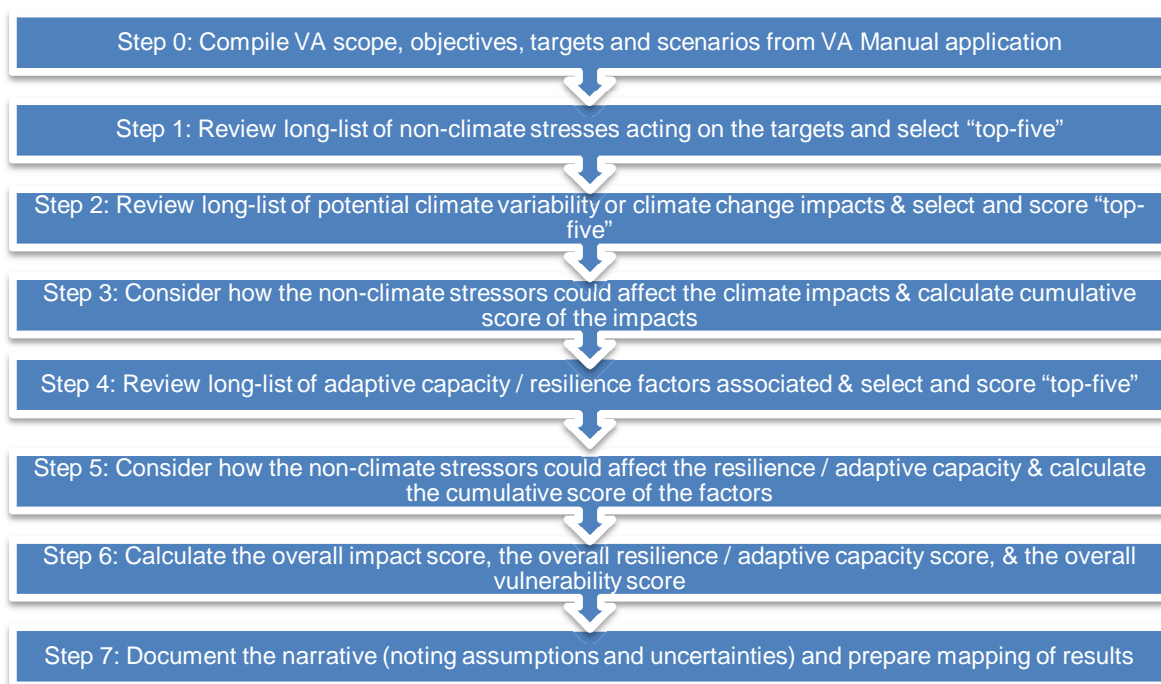 Step 0: Compile VA scope, objectives, targets and scenarios from VA Manual application
Step 1: Review long-list of non-climate stresses acting on the targets and select “top-five”
Step 2: Review long-list of potential climate variability or climate change impacts & select and score “top-
five”
Step 3: Consider how the non-climate stressors could affect the climate impacts & calculate cumulative
score of the impacts
Step 4: Review long-list of adaptive capacity / resilience factors associated & select and score “top-five”
Step 5: Consider how the non-climate stressors could affect the resilience / adaptive capacity & calculate
the cumulative score of the factors
Step 6: Calculate the overall impact score, the overall resilience / adaptive capacity score, & the overall
vulnerability score
Step 7: Document the narrative (noting assumptions and uncertainties) and prepare mapping of results